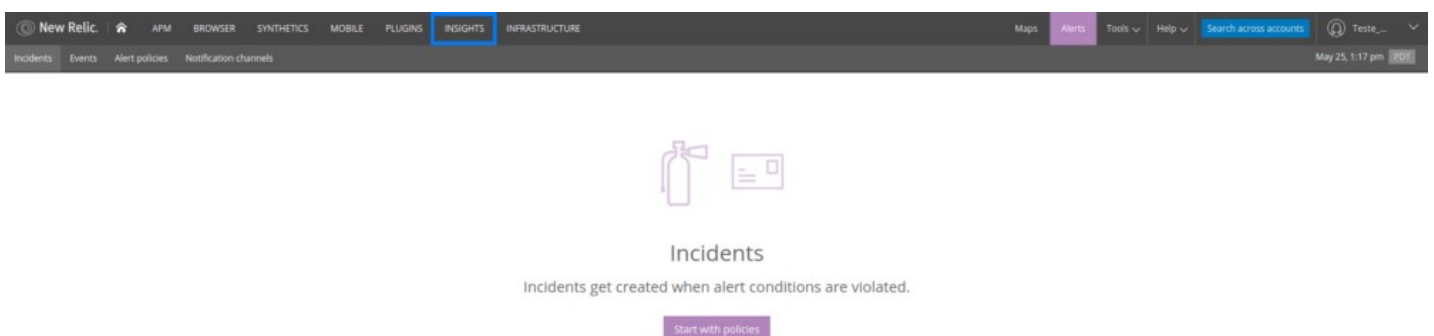 New Relic. APM BROWSER SYNTHETICS MOBILE PLUGINS INSIGHTS INFRASTRUCTURE Maps Alerts Tools Help Search across accounts Teste_...
Incidents Events Alert policies Notification channels May 25, 1:17 pm PDT
Incidents
Incidents get created when alert conditions are violated.
Start with policies